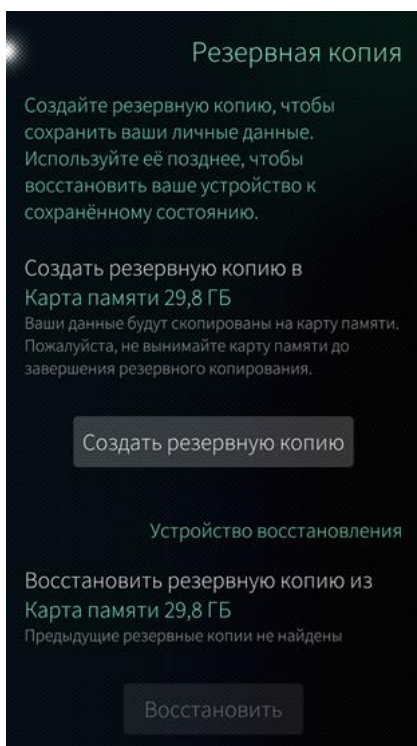 Резервная копия
Создайте резервную копию, чтобы
сохранить ваши личные данные.
Используйте её позднее, чтобы
восстановить ваше устройство к
сохранённому состоянию.
Создать резервную копию в
Карта памяти 29,8 ГБ
Ваши данные будут скопированы на карту памяти.
Пожалуйста, не вынимайте карту памяти до
завершения резервного копирования.
Создать резервную копию
Устройство восстановления
Восстановить резервную копию из
Карта памяти 29,8 ГБ
Предыдущие резервные копии не найдены
Восстановить